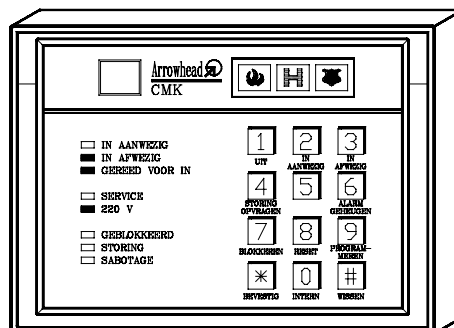 Arrowhead
CMK
H
IN AANWEZIG
IN AFWEZIG
GEREED VOOR IN
SERVICE
220 V
GEBLOKKEERD
STORING
SABOTAGE
1 2 3
UIT IN AANWEZIG IN AFWEZIG
4 5 6
STORING OPVRAGEN ALARM GEHEUGEN
7 8 9
BLOKKEREN RESET PROGRAM-MEREN
* 0 #
BEVESTIG INTERN WISSEN